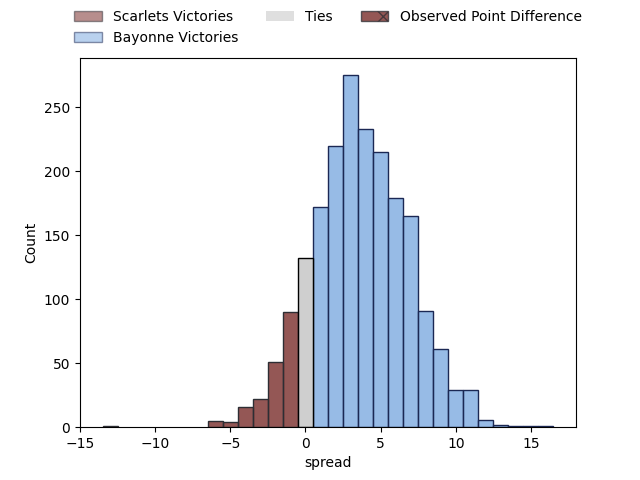 Scarlets Victories
Ties
Observed Point Difference
Bayonne Victories
250
200
150
100
50
0
Count
−15
−10
−5
0
5
10
15
spread